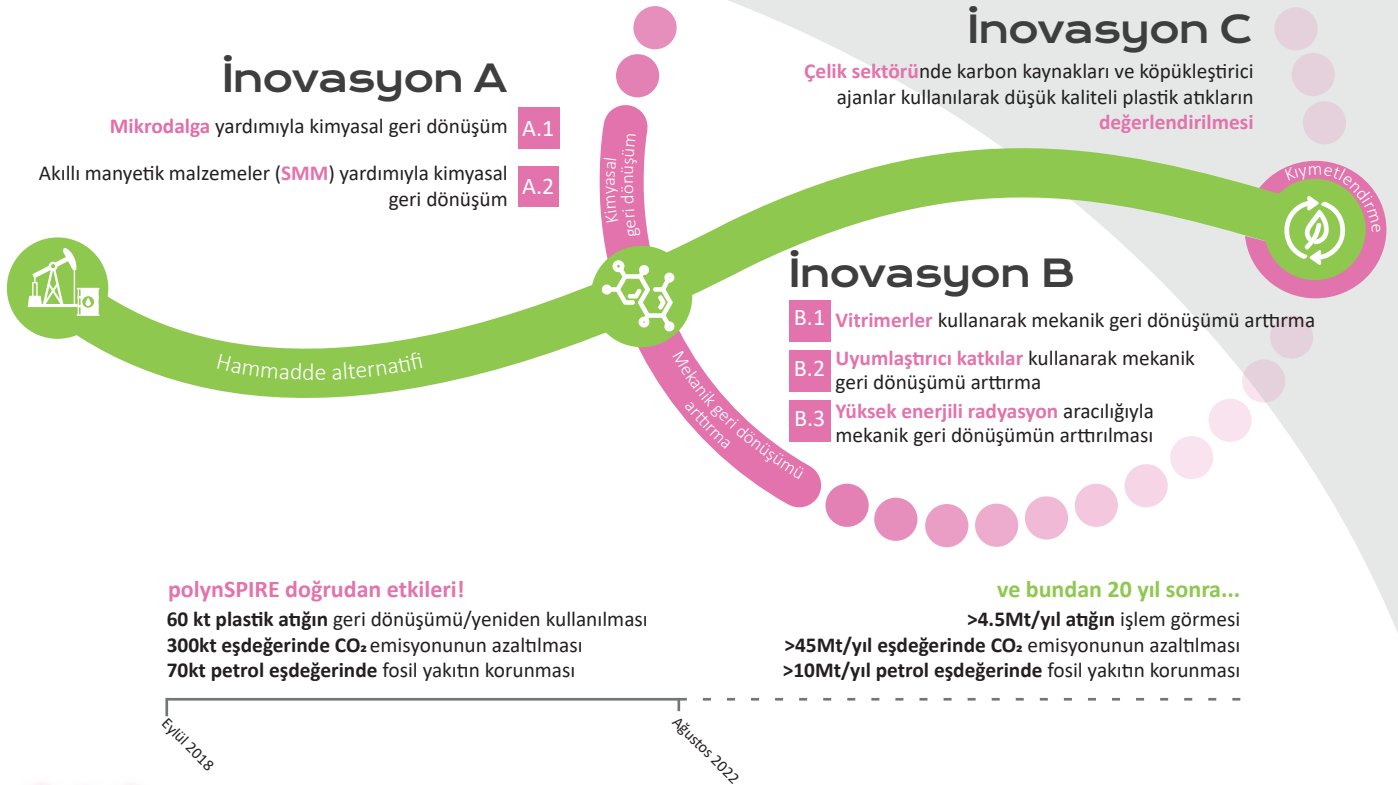 İnovasyon A
Mikrodalga yardımıyla kimyasal geri dönüşüm A.1
Akıllı manyetik malzemeler (SMM) yardımıyla kimyasal
geri dönüşüm
A.2
İnovasyon C
Çelik sektöründe karbon kaynakları ve köpükleştirici
ajanlar kullanılarak düşük kaliteli plastik atıkların
değerlendirilmesi
Kimyasal
geri dönüşüm
Kıymetlendirme
Hammadde alternatifi
Mekanik geri dönüşümü
arttırma
İnovasyon B
B.1 Vitrimerler kullanarak mekanik geri dönüşümü arttırma
B.2 Uyumlaştırıcı katkılar kullanarak mekanik
geri dönüşümü arttırma
B.3 Yüksek enerjili radyasyon aracılığıyla
mekanik geri dönüşümün arttırılması
polynSPIRE doğrudan etkileri!
60 kt plastik atığın geri dönüşümü/yeniden kullanılması
300kt eşdeğerinde CO₂ emisyonunun azaltılması
70kt petrol eşdeğerinde fosil yakıtın korunması
ve bundan 20 yıl sonra...
>4.5Mt/yıl atığın işlem görmesi
>45Mt/yıl eşdeğerinde CO₂ emisyonunun azaltılması
>10Mt/yıl petrol eşdeğerinde fosil yakıtın korunması
Eylül 2018
Ağustos 2022